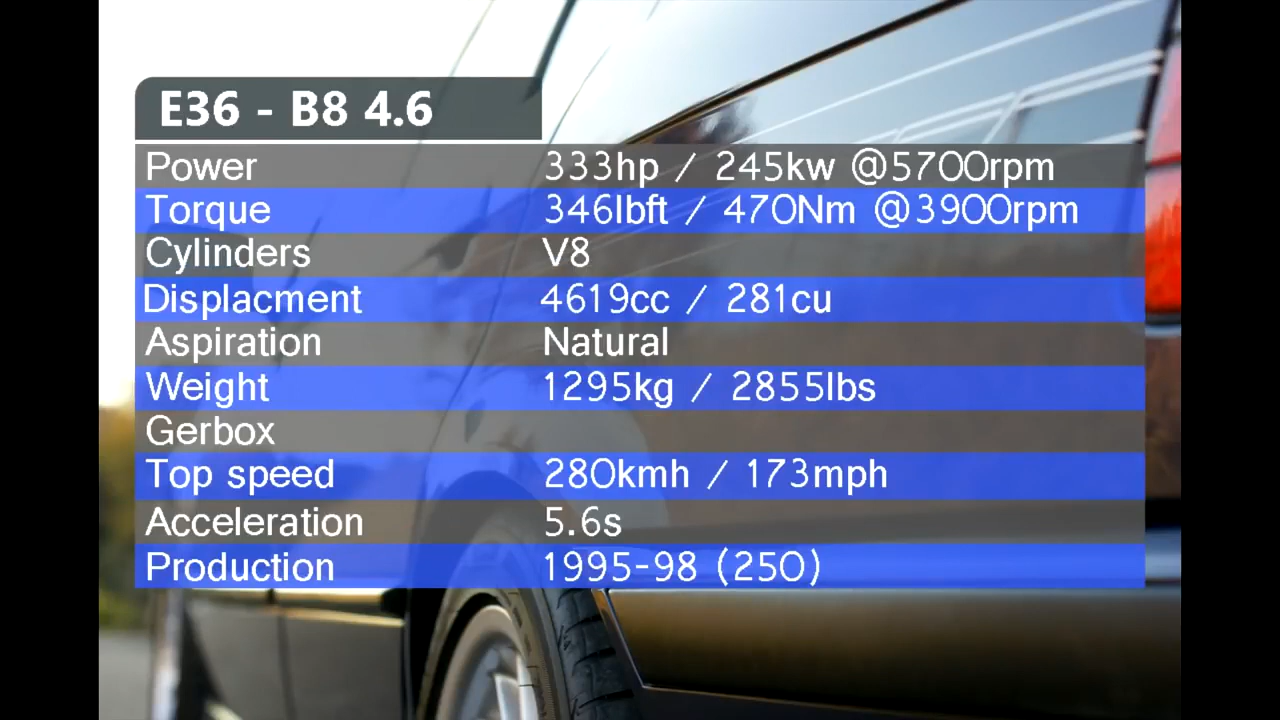 E36 - B8 4.6
Power 333hp / 245kw @5700rpm
Torque 346lbft / 470Nm @3900rpm
Cylinders V8
Displacment 4619cc / 281cu
Aspiration Natural
Weight 1295kg / 2855lbs
Gerbox
Top speed 280kmh / 173mph
Acceleration 5.6s
Production 1995-98 (250)